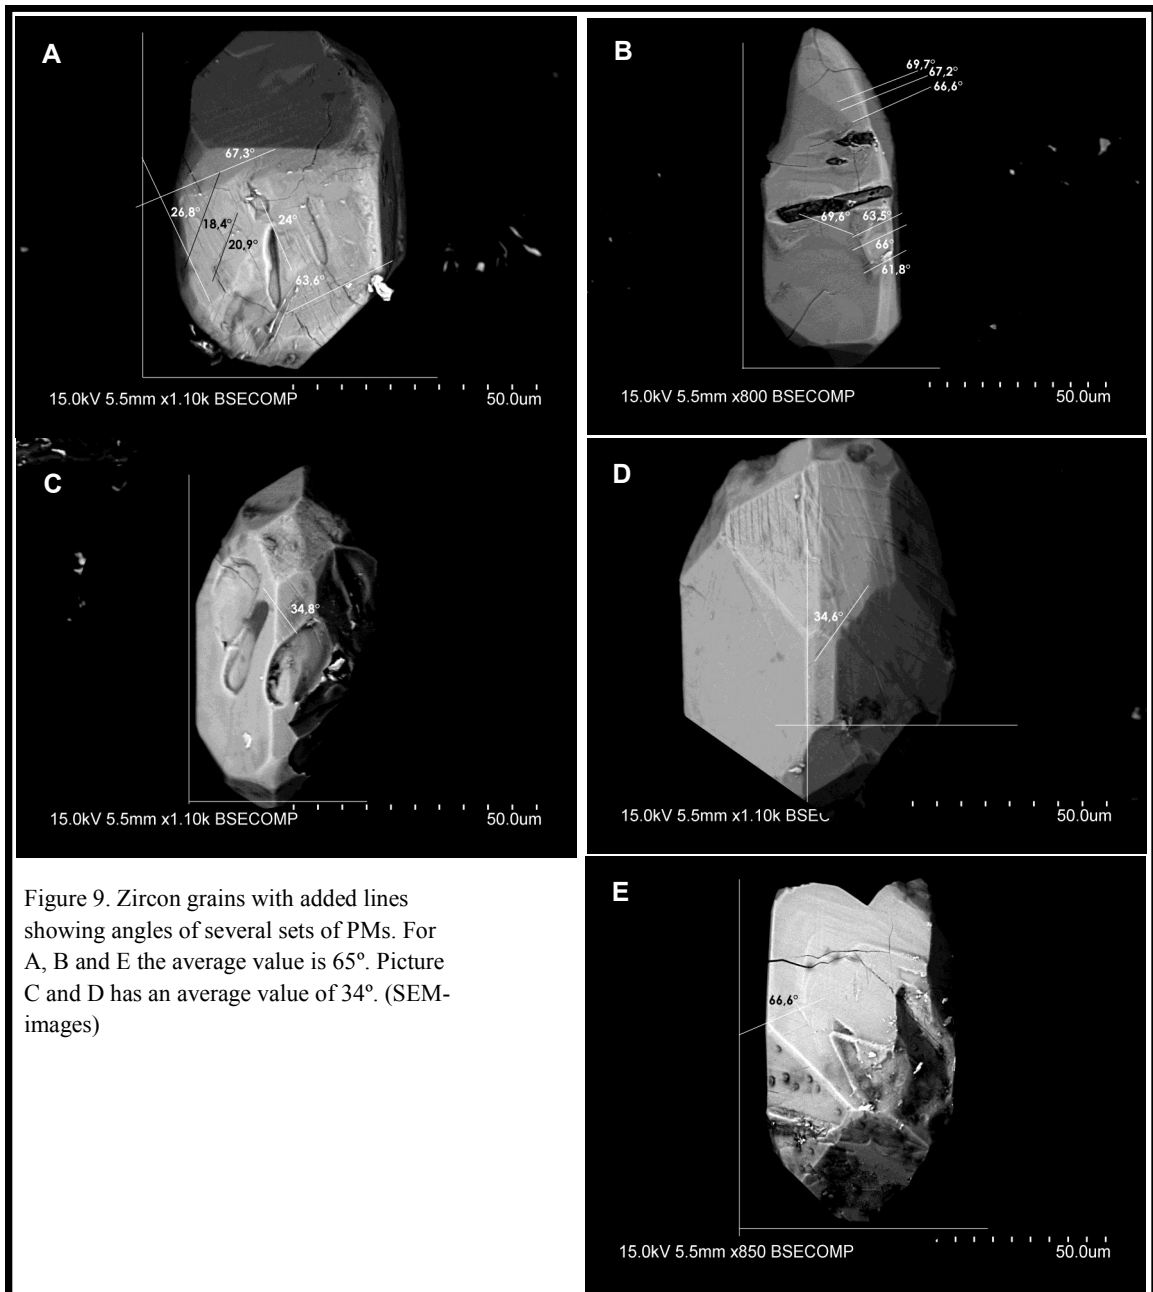 A
67,3°
26,8°
18,4°
24°
20,9°
63,6°
15.0kV 5.5mm x1.10k BSECOMP 50.0um
B
69,7°
67,2°
66,6°
69,6° 63,5°
66°
61,8°
15.0kV 5.5mm x800 BSECOMP 50.0um
C
34,8°
15.0kV 5.5mm x1.10k BSECOMP 50.0um
D
34,6°
15.0kV 5.5mm x1.10k BSEC 50.0um
Figure 9. Zircon grains with added lines
showing angles of several sets of PMs. For
A, B and E the average value is 65º. Picture
C and D has an average value of 34º. (SEM-
images)
E
66,6°
15.0kV 5.5mm x850 BSECOMP 50.0um